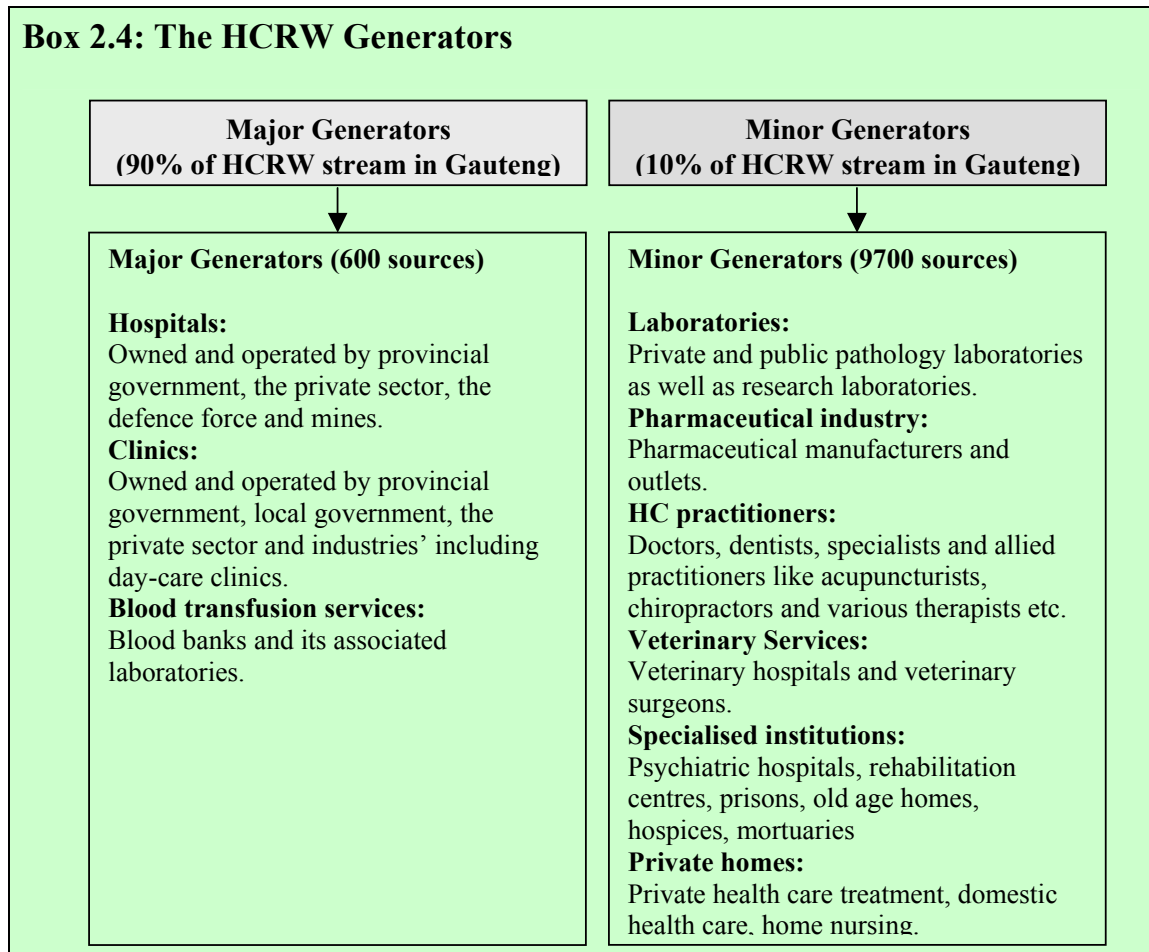 Box 2.4: The HCRW Generators
Major Generators
(90% of HCRW stream in Gauteng)
Minor Generators
(10% of HCRW stream in Gauteng)
Major Generators (600 sources)
Hospitals:
Owned and operated by provincial
government, the private sector, the
defence force and mines.
Clinics:
Owned and operated by provincial
government, local government, the
private sector and industries’ including
day-care clinics.
Blood transfusion services:
Blood banks and its associated
laboratories.
Minor Generators (9700 sources)
Laboratories:
Private and public pathology laboratories
as well as research laboratories.
Pharmaceutical industry:
Pharmaceutical manufacturers and
outlets.
HC practitioners:
Doctors, dentists, specialists and allied
practitioners like acupuncturists,
chiropractors and various therapists etc.
Veterinary Services:
Veterinary hospitals and veterinary
surgeons.
Specialised institutions:
Psychiatric hospitals, rehabilitation
centres, prisons, old age homes,
hospices, mortuaries
Private homes:
Private health care treatment, domestic
health care, home nursing.